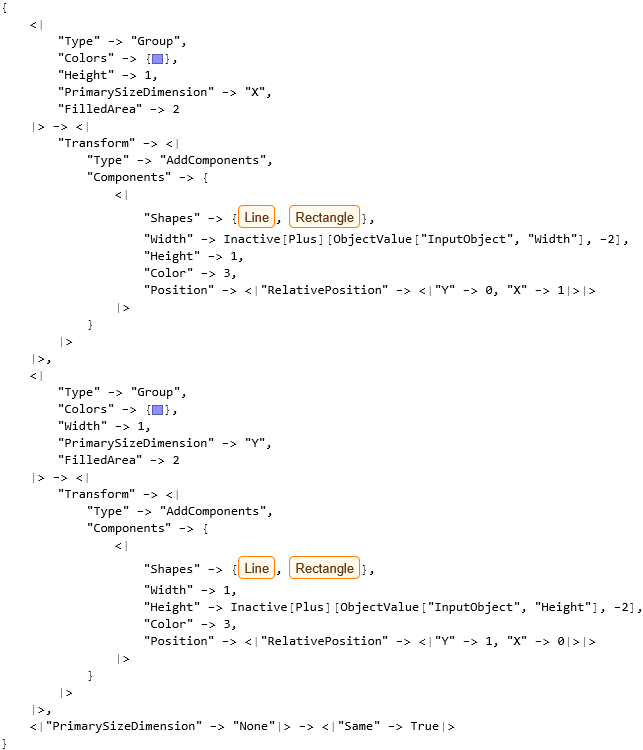 {
<|
"Type" -> "Group",
"Colors" -> {■},
"Height" -> 1,
"PrimarySizeDimension" -> "X",
"FilledArea" -> 2
|> -> <|
"Transform" -> <|
"Type" -> "AddComponents",
"Components" -> {
<|
"Shapes" -> {Line, Rectangle},
"Width" -> Inactive[Plus][ObjectValue["InputObject", "Width"], -2],
"Height" -> 1,
"Color" -> 3,
"Position" -> <|"RelativePosition" -> <|"Y" -> 0, "X" -> 1|>|>
|>
}
|>
|>,
<|
"Type" -> "Group",
"Colors" -> {■},
"Width" -> 1,
"PrimarySizeDimension" -> "Y",
"FilledArea" -> 2
|> -> <|
"Transform" -> <|
"Type" -> "AddComponents",
"Components" -> {
<|
"Shapes" -> {Line, Rectangle},
"Width" -> 1,
"Height" -> Inactive[Plus][ObjectValue["InputObject", "Height"], -2],
"Color" -> 3,
"Position" -> <|"RelativePosition" -> <|"Y" -> 1, "X" -> 0|>|>
|>
}
|>
|>,
<|"PrimarySizeDimension" -> "None"|> -> <|"Same" -> True|>
}